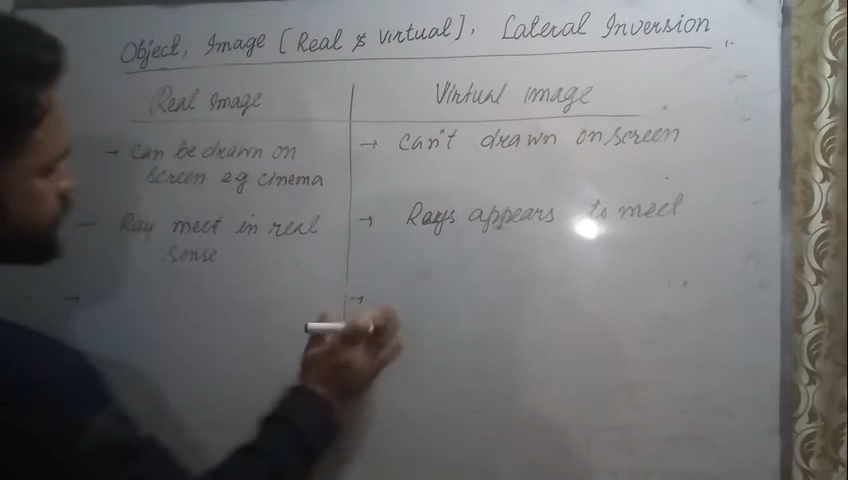 Object, Image [Real & Virtual], Lateral Inversion
Real Image
Virtual image
→ can be drawn on
screen eg cinema
→ Can't drawn on screen
- Ray meet in real
sense
→ Rays appears to meet
→
→